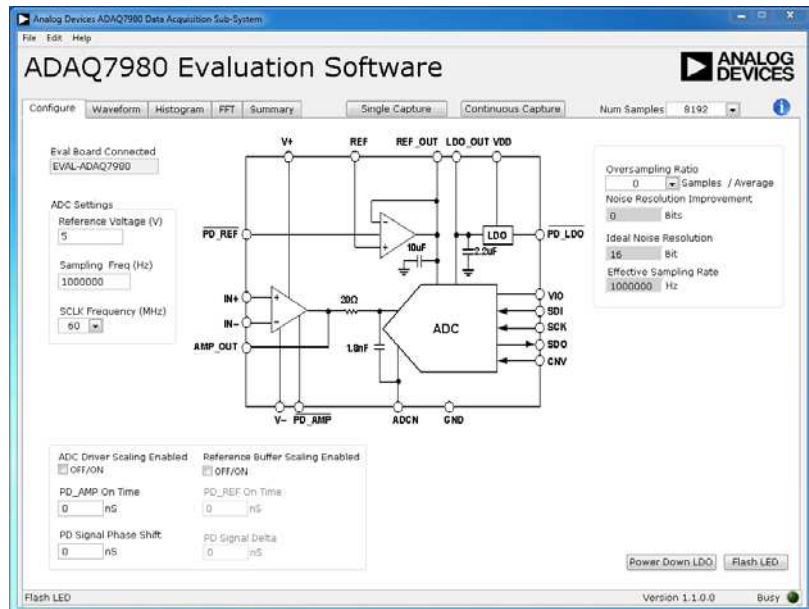 Analog Devices ADAQ7980 Data Acquisition Sub-System
File Edit Help
ADAQ7980 Evaluation Software
ANALOG
DEVICES
Configure Waveform Histogram FFT Summary Single Capture Continuous Capture Num Samples 8192
Eval Board Connected
EVAL-ADAQ7980
ADC Settings
Reference Voltage (V)
5
Sampling Freq (Hz)
1000000
SCLK Frequency (MHz)
60
V+ REF REF_OUT LDO_OUT VDD
PD_REF
LDO
PD_LDO
10uF
2.2uF
IN+
20Ω
VIO
SDI
IN-
ADC
SCK
AMP_OUT
1.8nF
SDO
CNV
V- PD_AMP ADCN GND
Oversampling Ratio
0 Samples / Average
Noise Resolution Improvement
0 Bits
Ideal Noise Resolution
16 Bit
Effective Sampling Rate
1000000 Hz
ADC Driver Scaling Enabled
OFF/ON
PD_AMP On Time
0 nS
PD Signal Phase Shift
0 nS
Reference Buffer Scaling Enabled
OFF/ON
PD_REF On Time
0 nS
PD Signal Delta
0 nS
Power Down LDO Flash LED
Flash LED Version 1.1.0.0 Busy